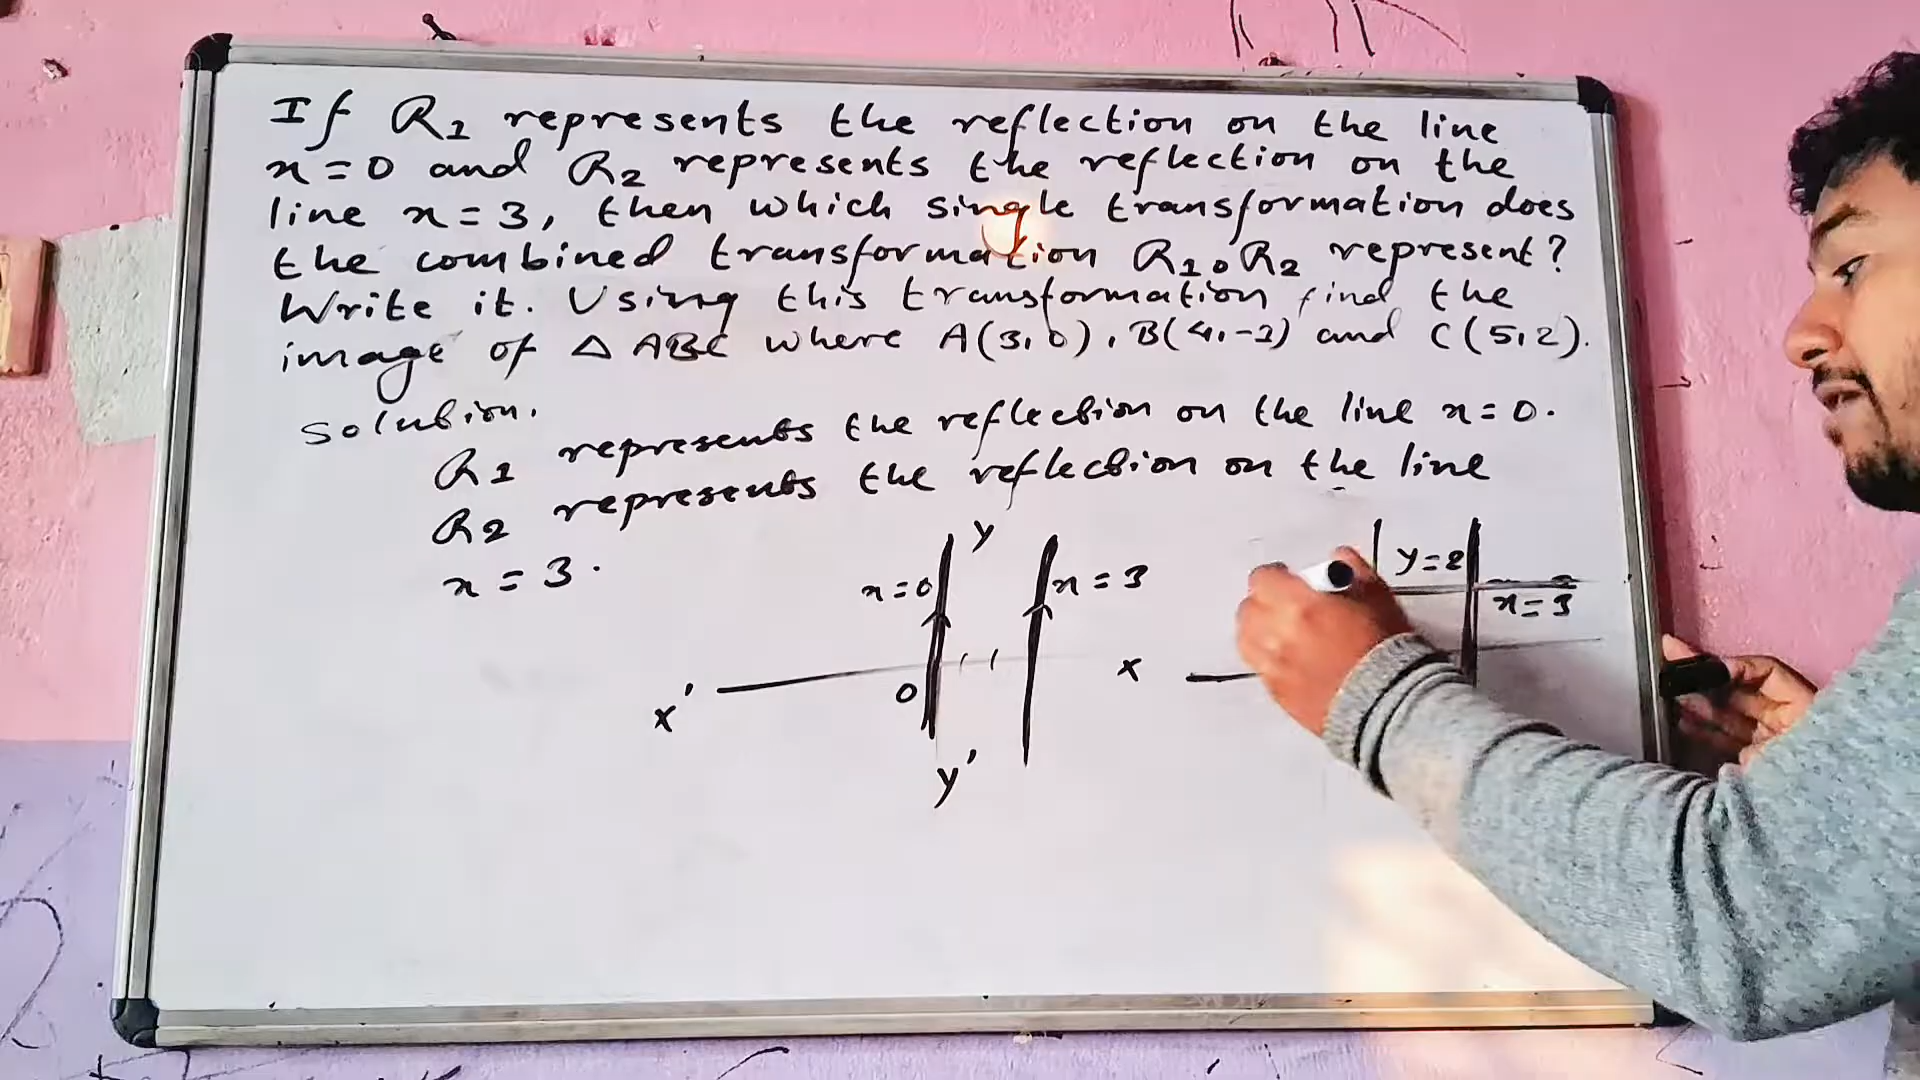 If R1 represents the reflection on the line
x=0 and R2 represents the reflection on the
line x=3, then which single transformation does
the combined transformation R1oR2 represent?
Write it. Using this transformation find the
image of △ABC where A(3,0), B(4,-2) and C(5,2).
Solution.
R1 represents the reflection on the line x=0.
R2 represents the reflection on the line
x=3.
Y
x=0
x=3
y=2
x=3
X'
O
X
Y'